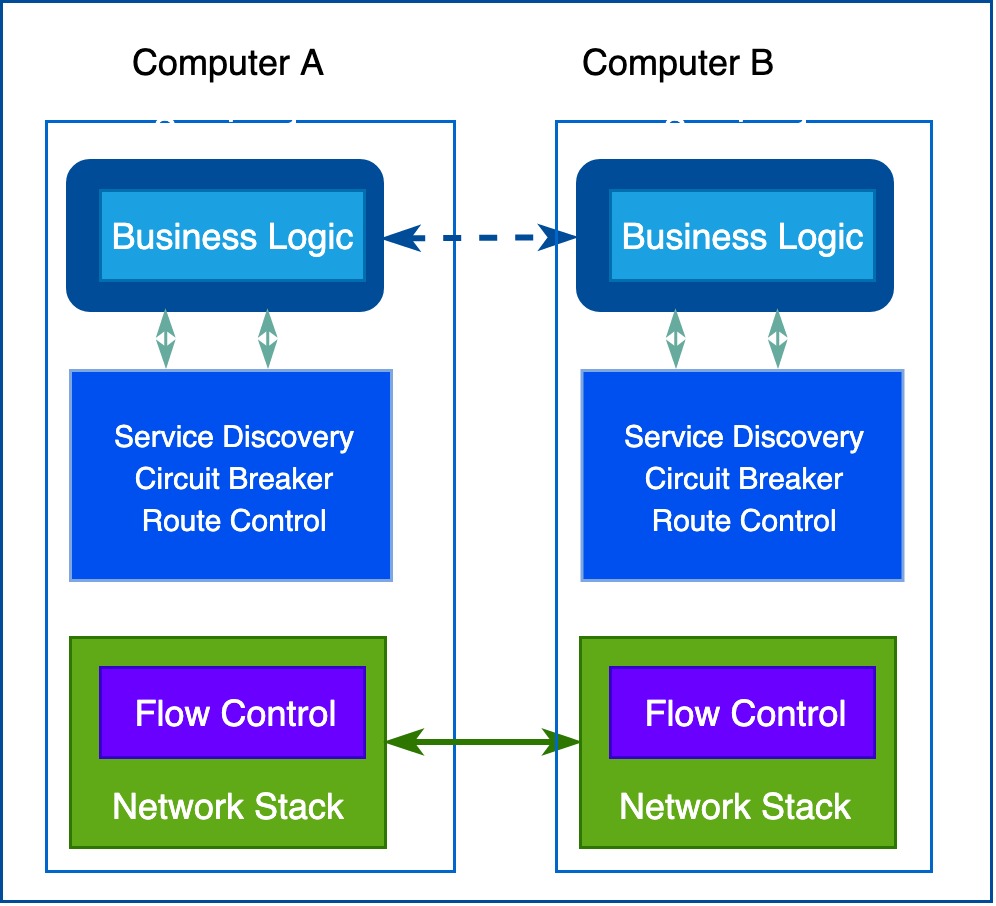 Computer A
Computer B
Business Logic
Business Logic
Service Discovery
Circuit Breaker
Route Control
Service Discovery
Circuit Breaker
Route Control
Flow Control
Network Stack
Flow Control
Network Stack